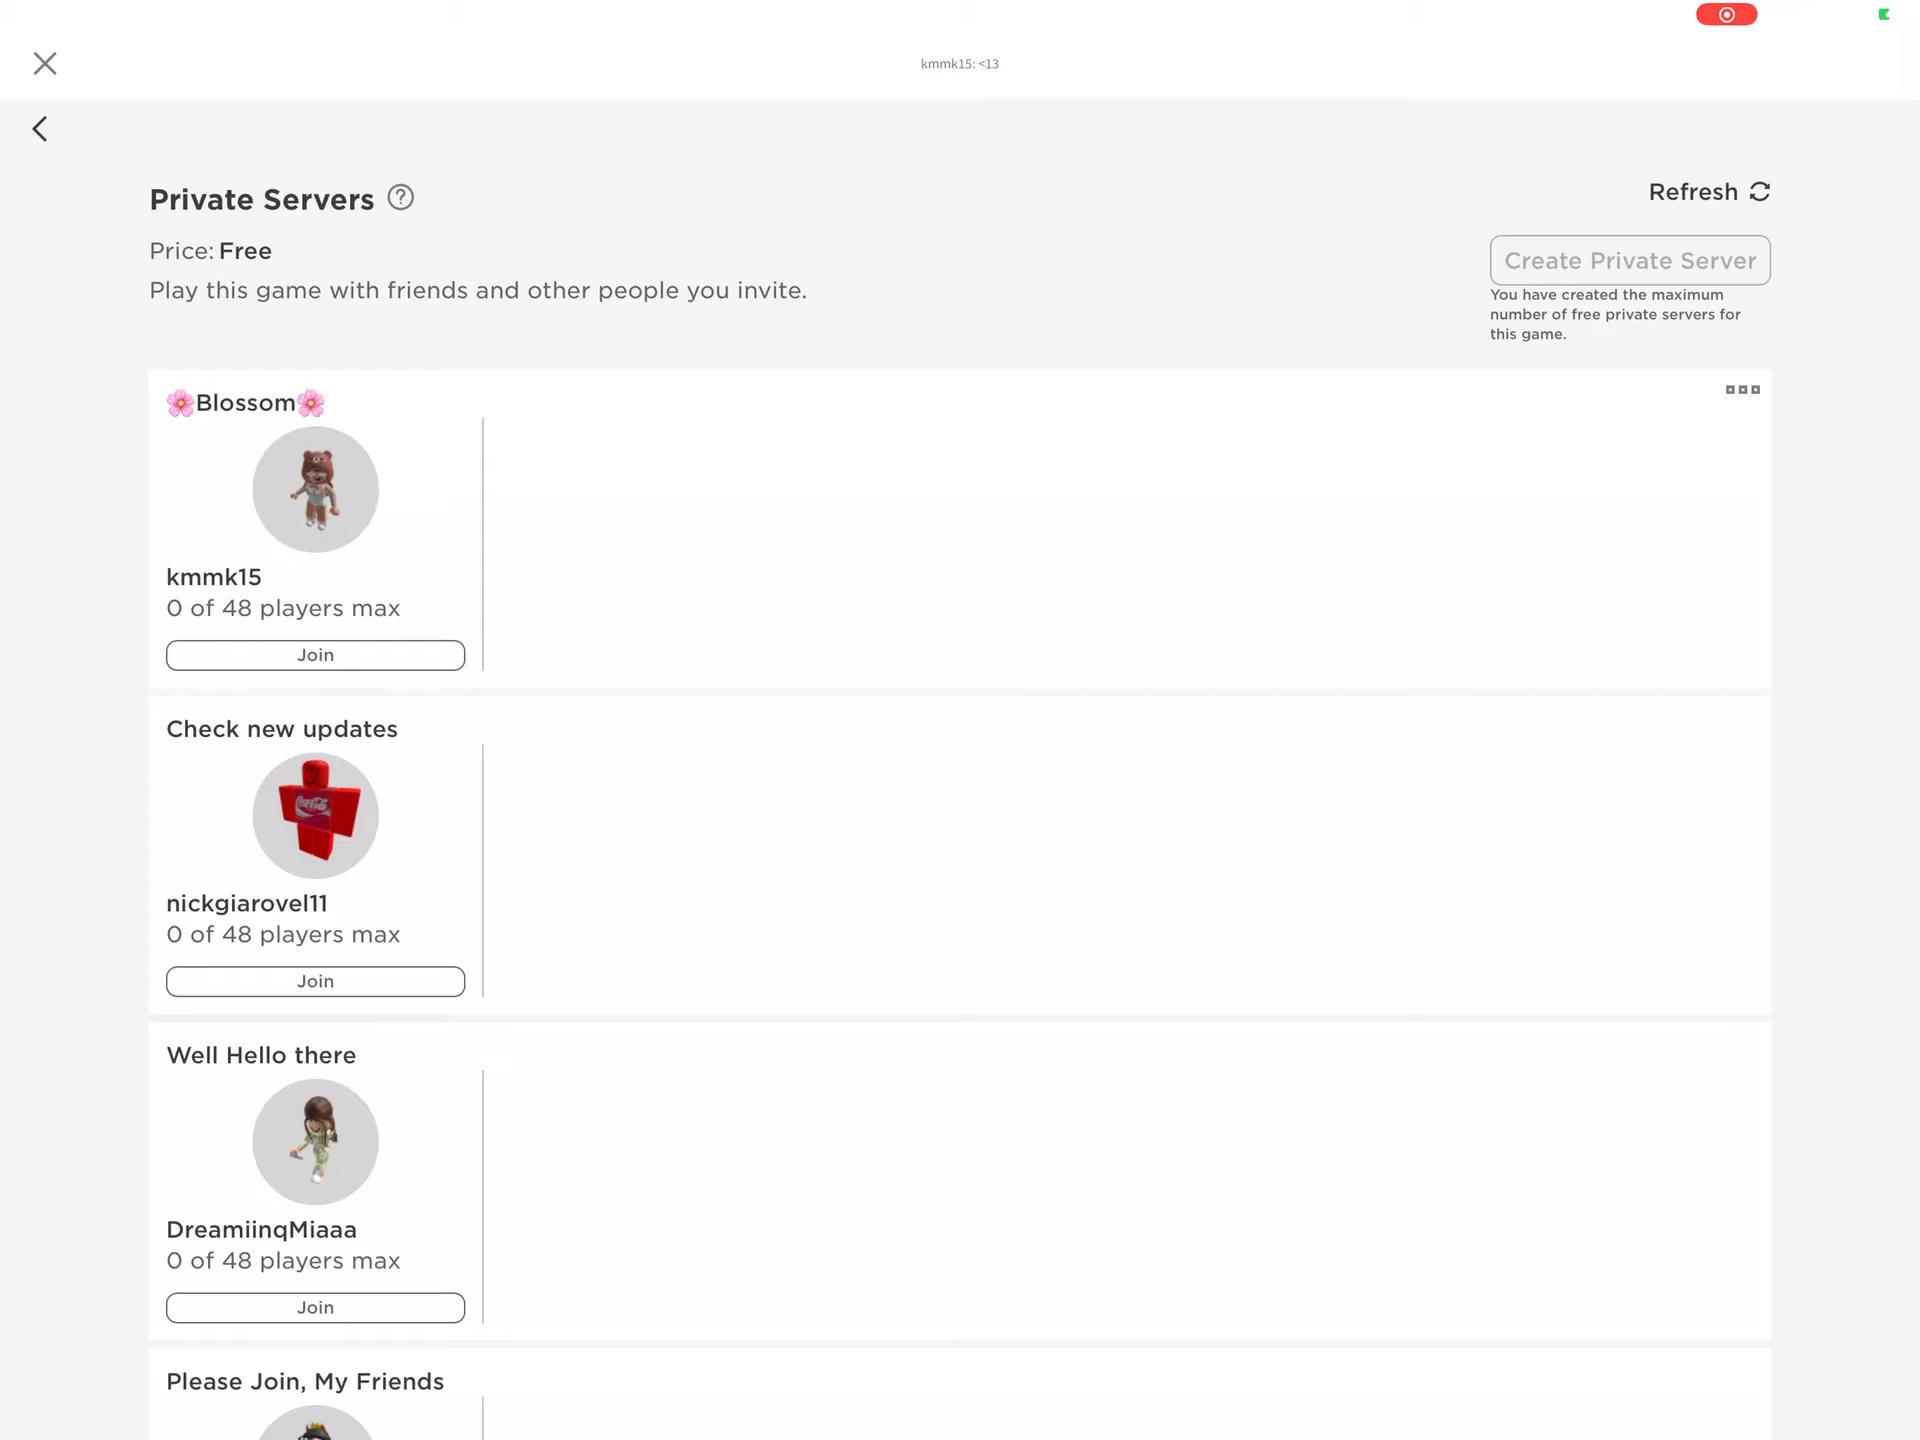 kmmk15: <13
Private Servers
Refresh
Price: Free
Create Private Server
Play this game with friends and other people you invite.
You have created the maximum
number of free private servers for
this game.
🌸Blossom🌸
kmmk15
0 of 48 players max
Join
Check new updates
Coca-Cola
nickgiarovel11
0 of 48 players max
Join
Well Hello there
DreamiinqMiaaa
0 of 48 players max
Join
Please Join, My Friends